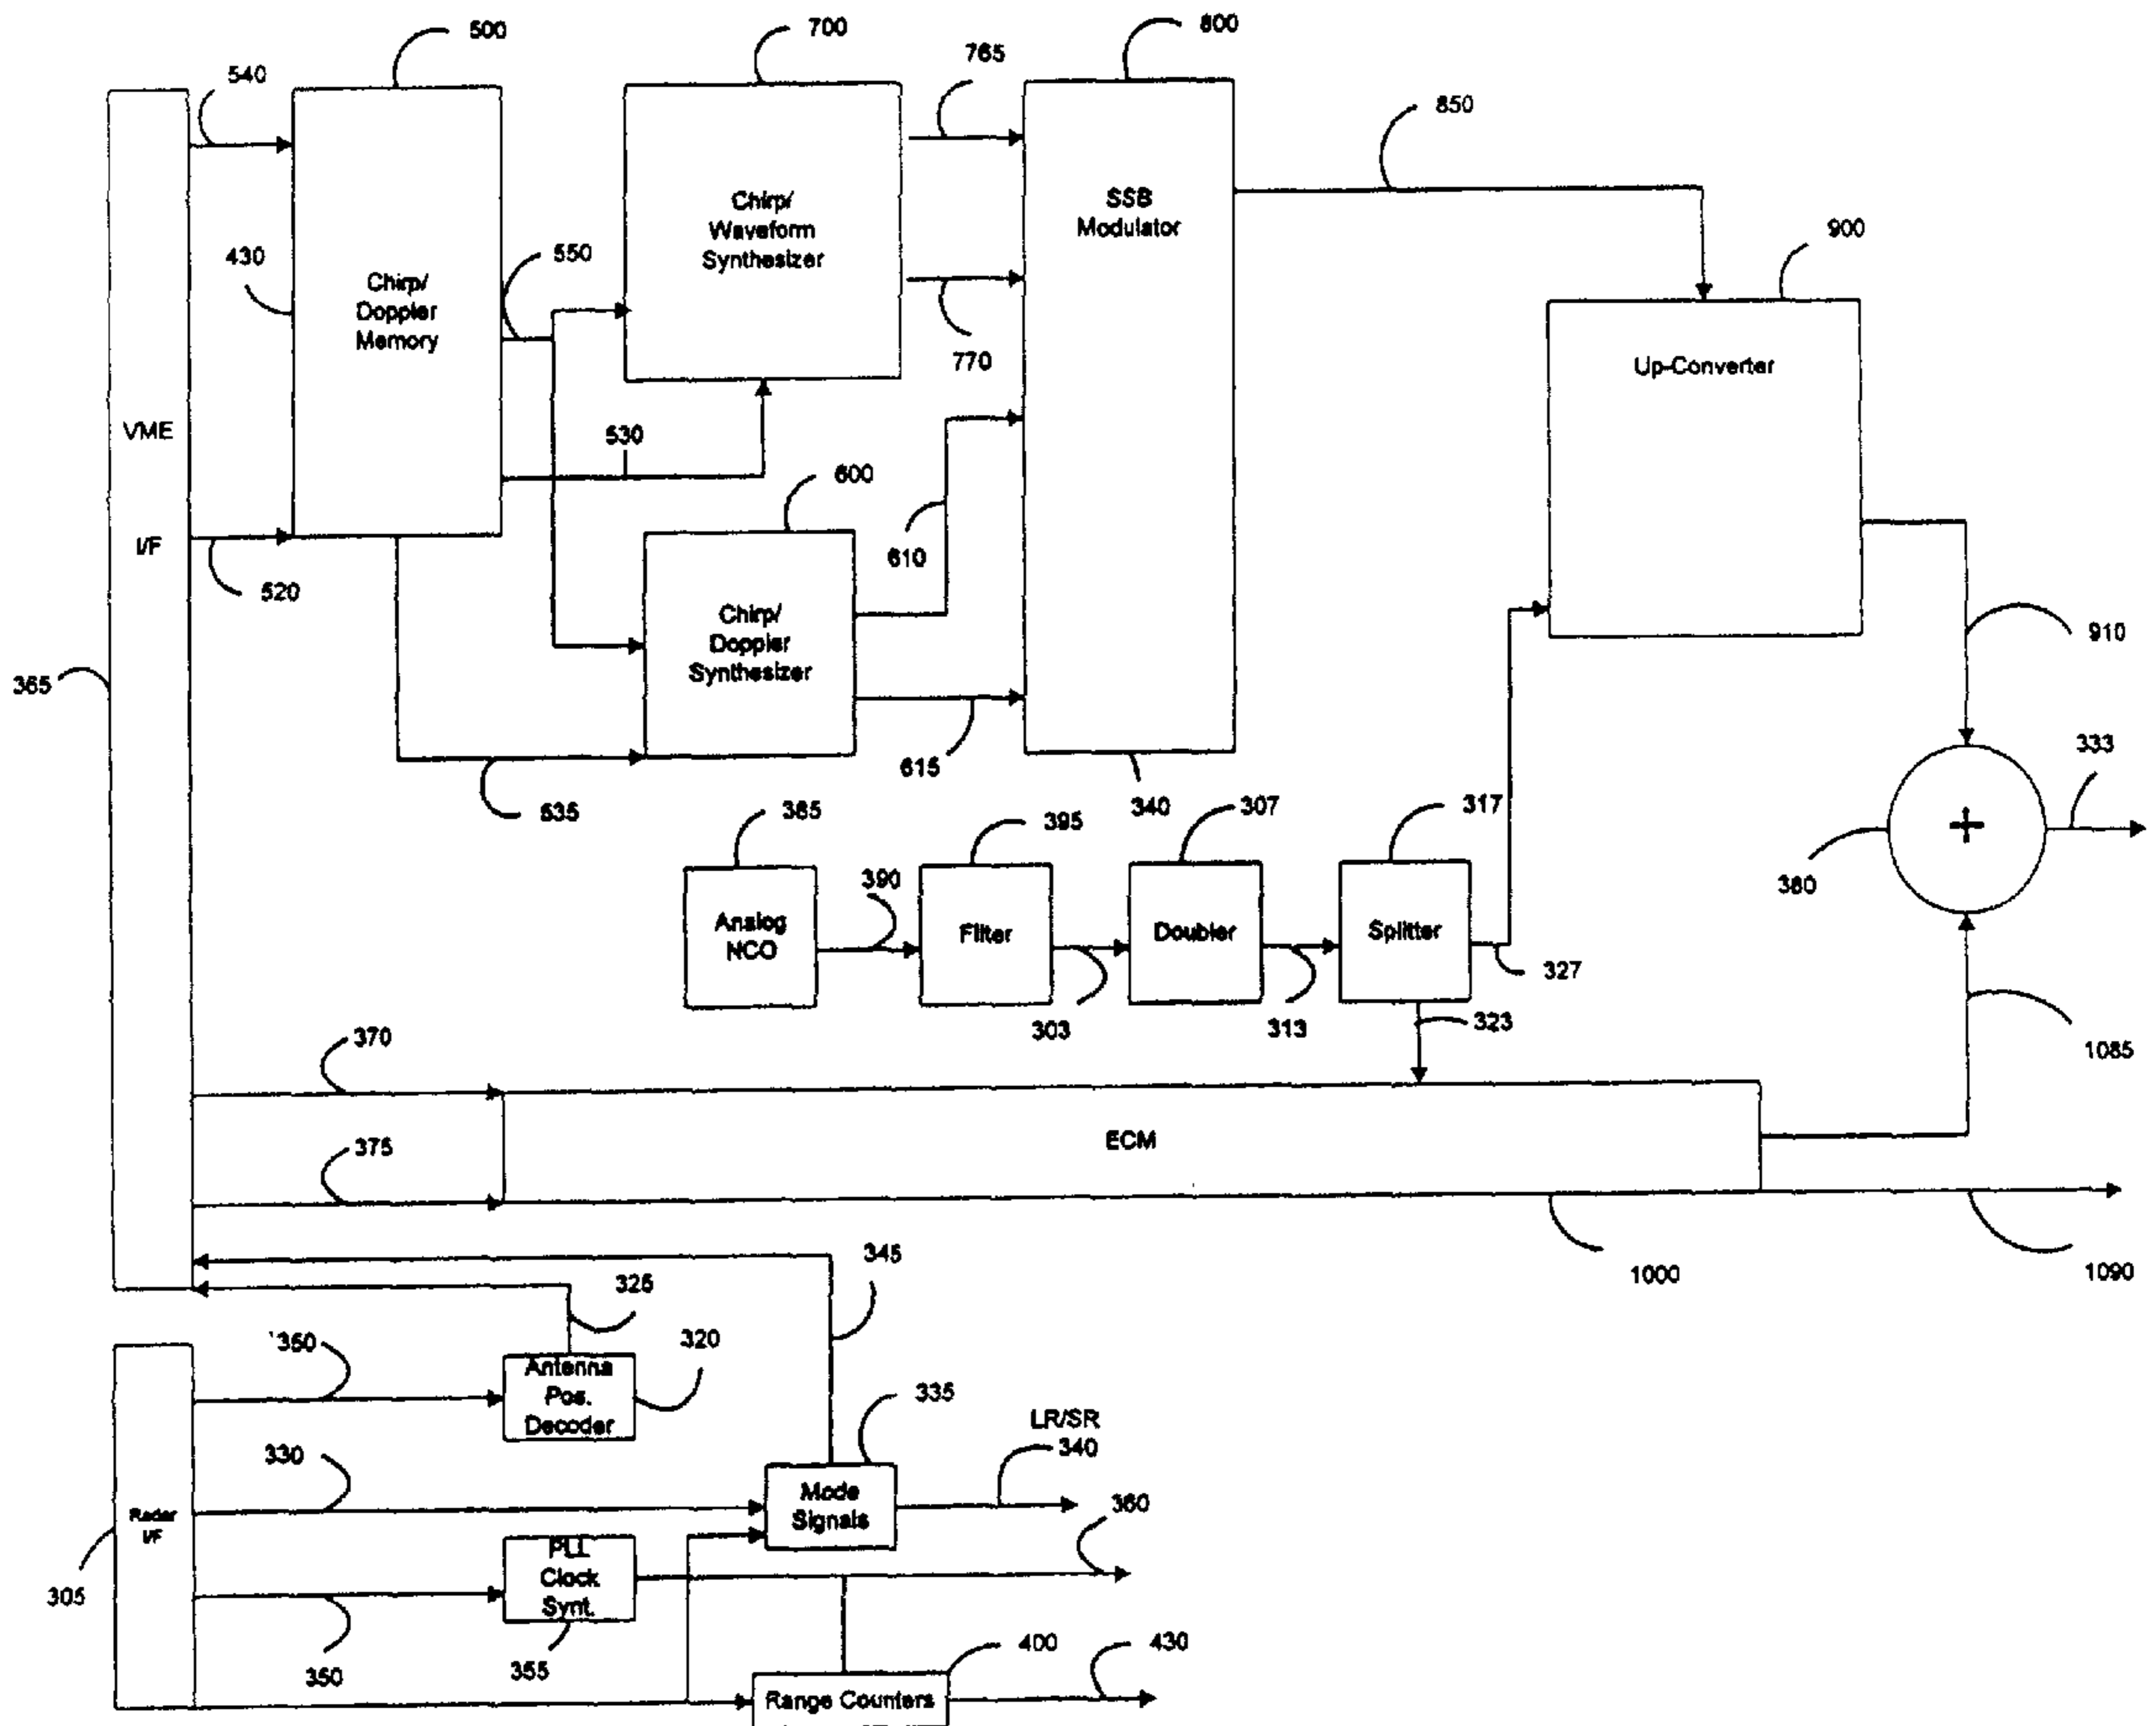 500
700
800
540
765
850
VME
I/F
430
Chirp/
Doppler
Memory
550
Chirp/
Waveform
Synthesizer
SSB
Modulator
900
770
Up-Converter
530
600
520
610
Chirp/
Doppler
Synthesizer
910
365
615
535
340
333
385
395
307
317
380
390
Analog
NCO
Filter
Doubler
Splitter
327
303
313
323
370
1085
375
ECM
345
325
1000
1090
350
320
Antenna
Pos.
Decoder
335
LR/SR
340
330
Mode
Signals
360
Radar
I/F
PLL
Clock
Synt.
305
350
355
400
430
Range Counters